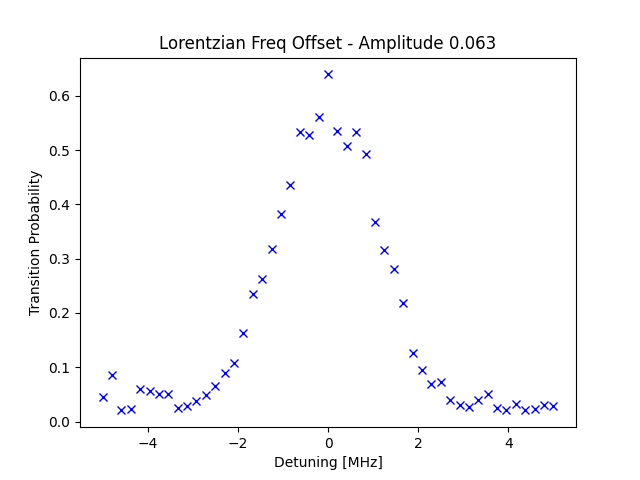 Lorentzian Freq Offset - Amplitude 0.063
Transition Probability
0.6
0.5
0.4
0.3
0.2
0.1
0.0
−4 −2 0 2 4
Detuning [MHz]